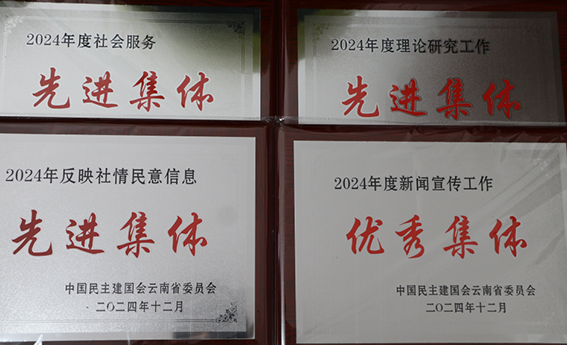 2024年度社会服务
先进集体
2024年度理论研究工作
先进集体
2024年反映社情民意信息
先进集体
中国民主建国会云南省委员会
二〇二四年十二月
2024年度新闻宣传工作
优秀集体
中国民主建国会云南省委员会
二〇二四年十二月